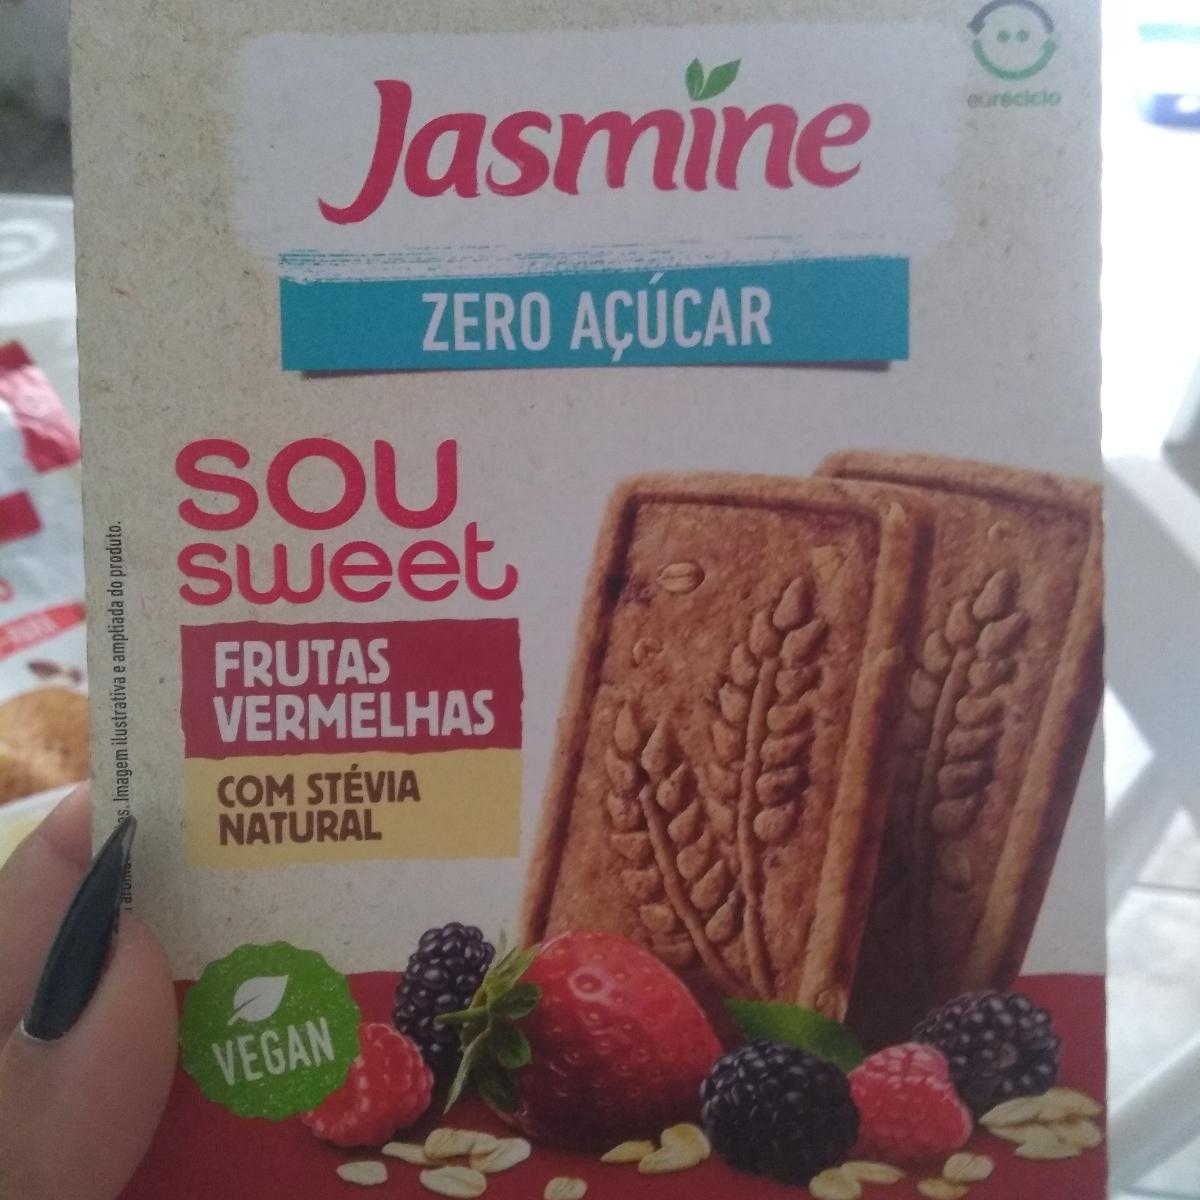 eureciclo
Jasmine
ZERO AÇÚCAR
SOU
sweet
FRUTAS
VERMELHAS
COM STÉVIA
NATURAL
VEGAN
Imagem ilustrativa e ampliada do produto.